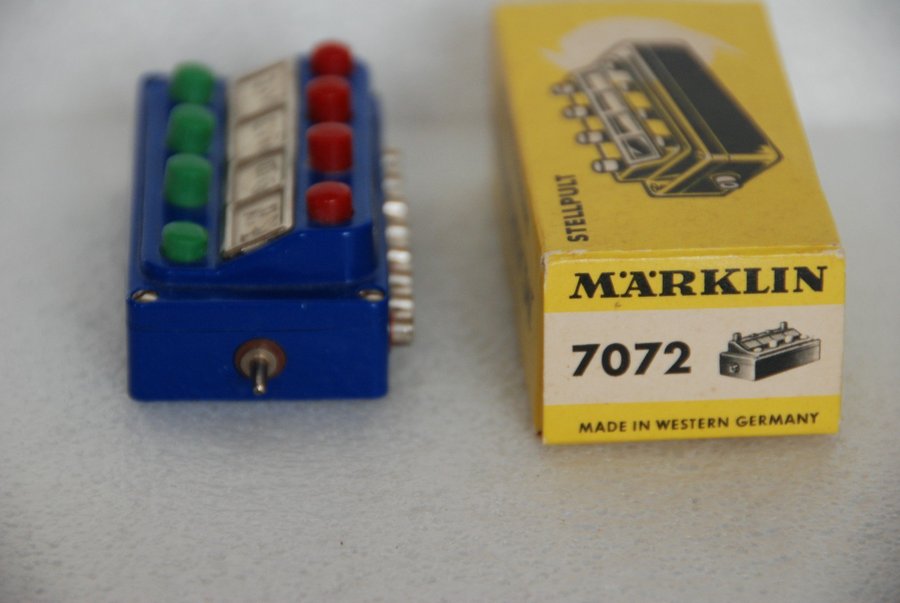 STELLPULT
MÄRKLIN
7072
MADE IN WESTERN GERMANY